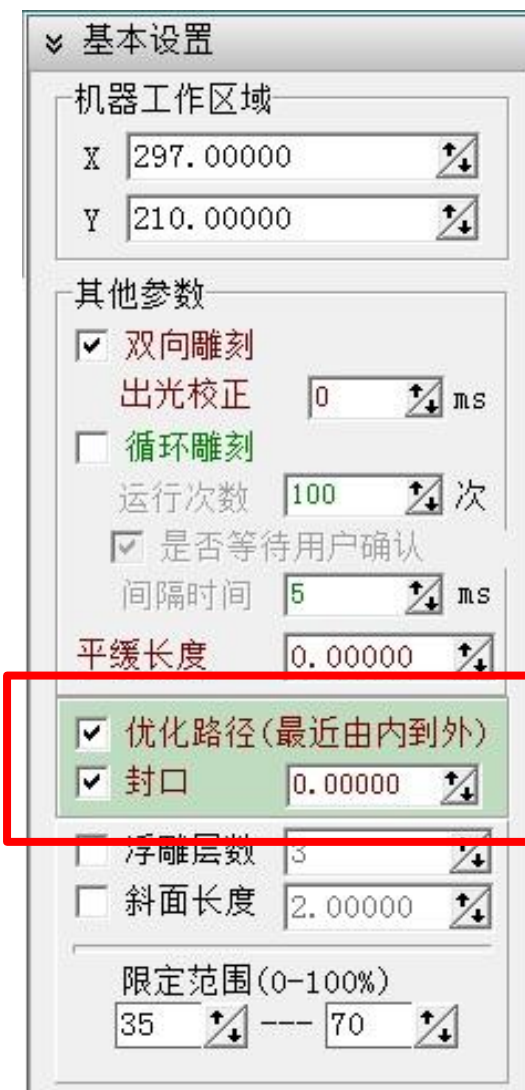 基本设置
机器工作区域
X 297.00000
Y 210.00000
其他参数
双向雕刻
出光校正 0 ms
循环雕刻
运行次数 100 次
是否等待用户确认
间隔时间 5 ms
平缓长度 0.00000
优化路径(最近由内到外)
封口 0.00000
浮雕层数 3
斜面长度 2.00000
限定范围(0-100%)
35 --- 70